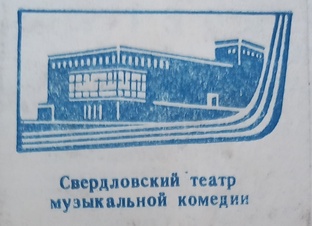 Свердловский театр
музыкальной комедии